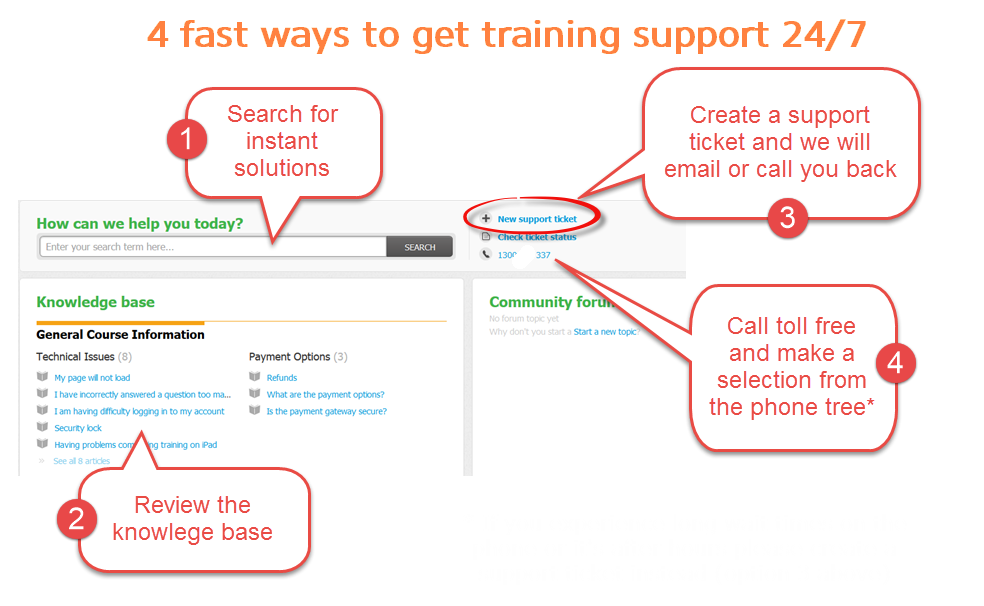 4 fast ways to get training support 24/7
1
Search for
instant
solutions
Create a support
ticket and we will
email or call you back
3
How can we help you today?
Enter your search term here...
SEARCH
New support ticket
Check ticket status
1300 337
Knowledge base
General Course Information
Technical Issues (8)
My page will not load
I have incorrectly answered a question too ma...
I am having difficulty logging in to my account
Security lock
Having problems training on iPad
See all 8 articles
Payment Options (3)
Refunds
What are the payment options?
Is the payment gateway secure?
Community
No forum topic yet
Why don't you start a Start a new topic
Call toll free
and make a
selection from
the phone tree*
4
2
Review the
knowlege base